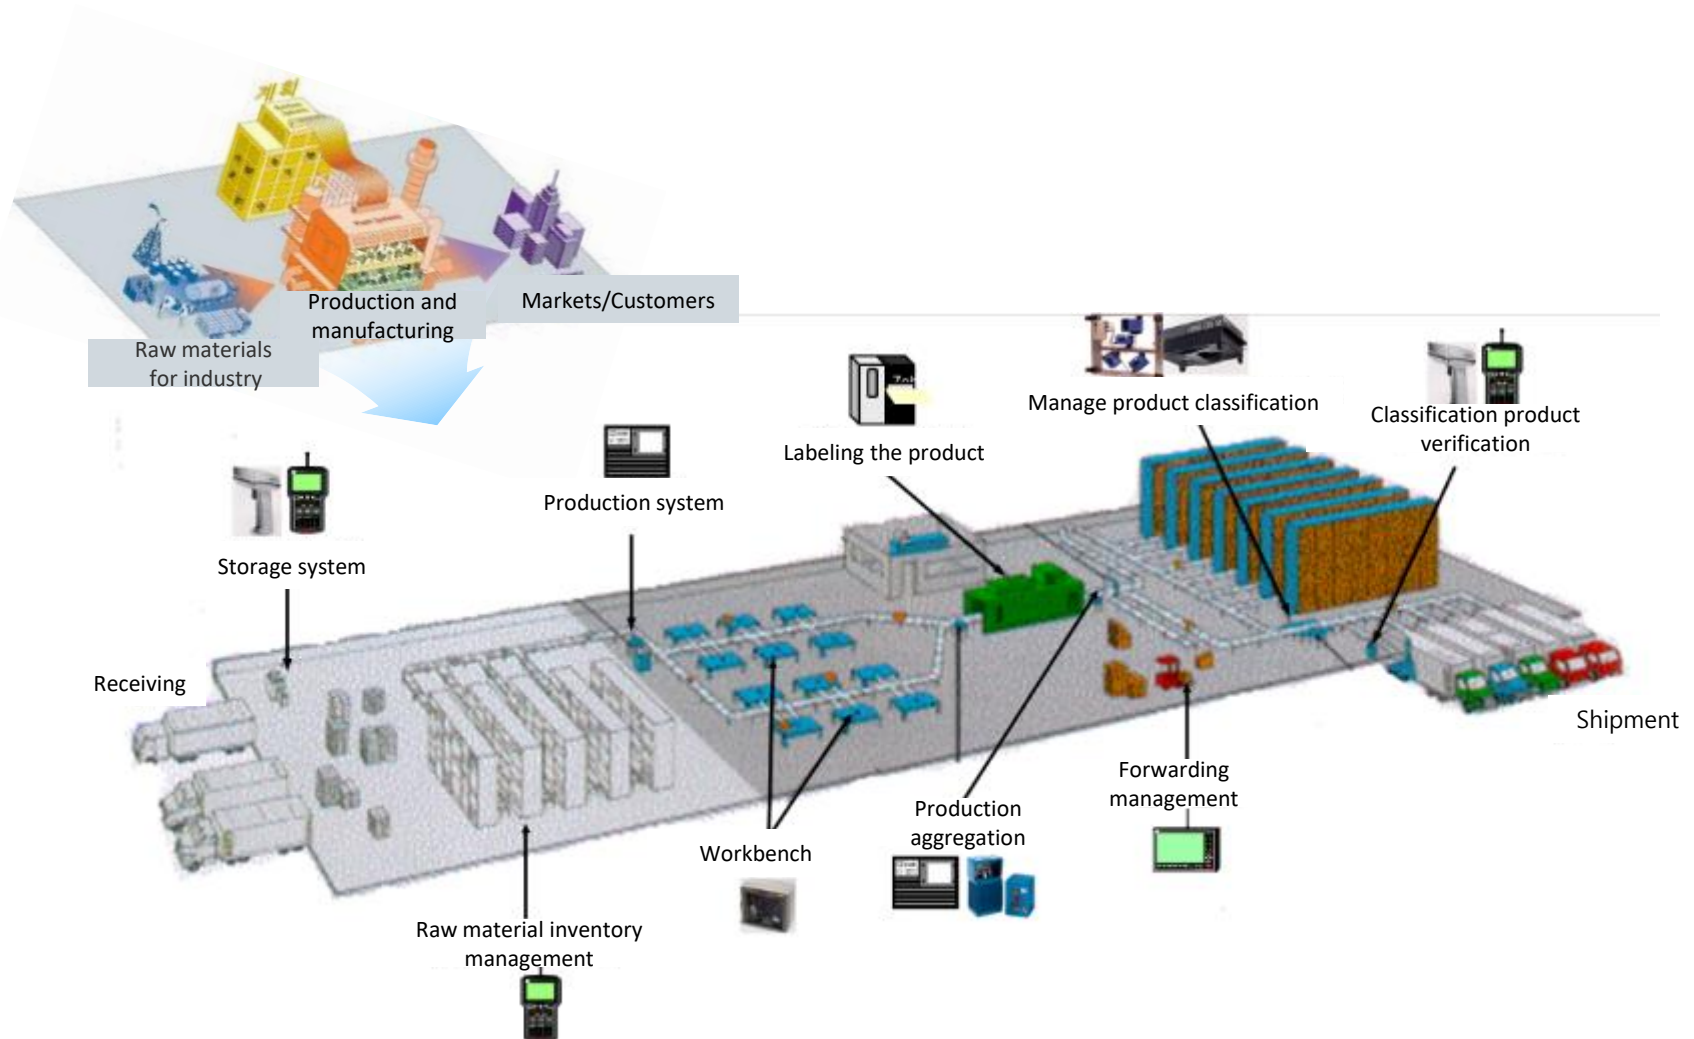 Production and
manufacturing
Markets/Customers
Raw materials
for industry
Manage product classification
Classification product
verification
Labeling the product
Production system
Storage system
Receiving
Shipment
Forwarding
management
Production
aggregation
Workbench
Raw material inventory
management